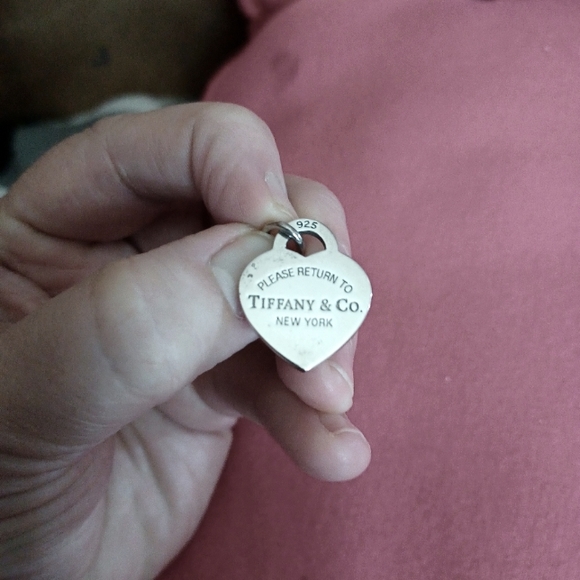 925
PLEASE RETURN TO
TIFFANY & CO.
NEW YORK